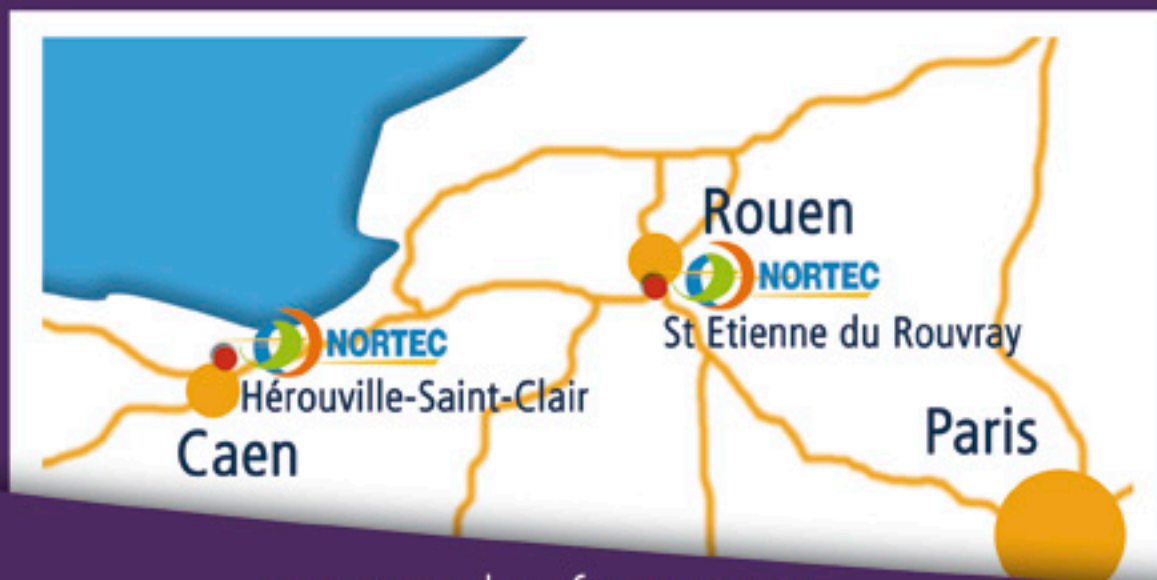 Rouen
NORTEC
St Etienne du Rouvray
NORTEC
Hérouville-Saint-Clair
Caen
Paris